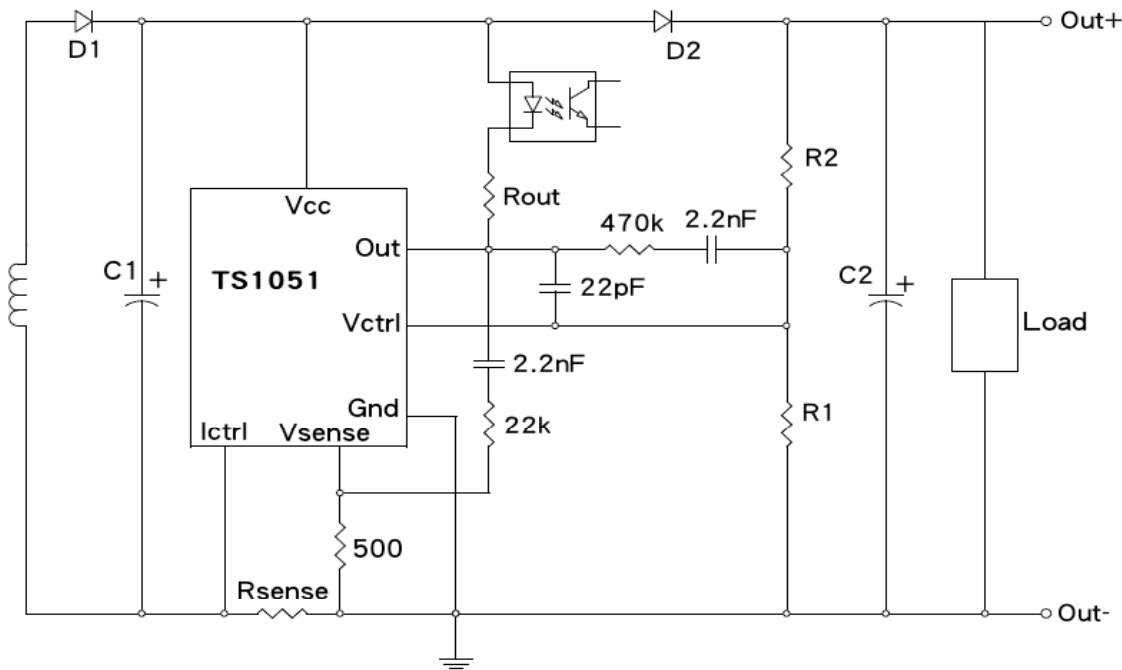 Out+
D1
D2
R2
Vcc
Rout
470k
2.2nF
Out
C1
+
TS1051
22pF
C2
+
Vctrl
Load
2.2nF
Gnd
R1
Ictrl
Vsense
22k
500
Rsense
Out-